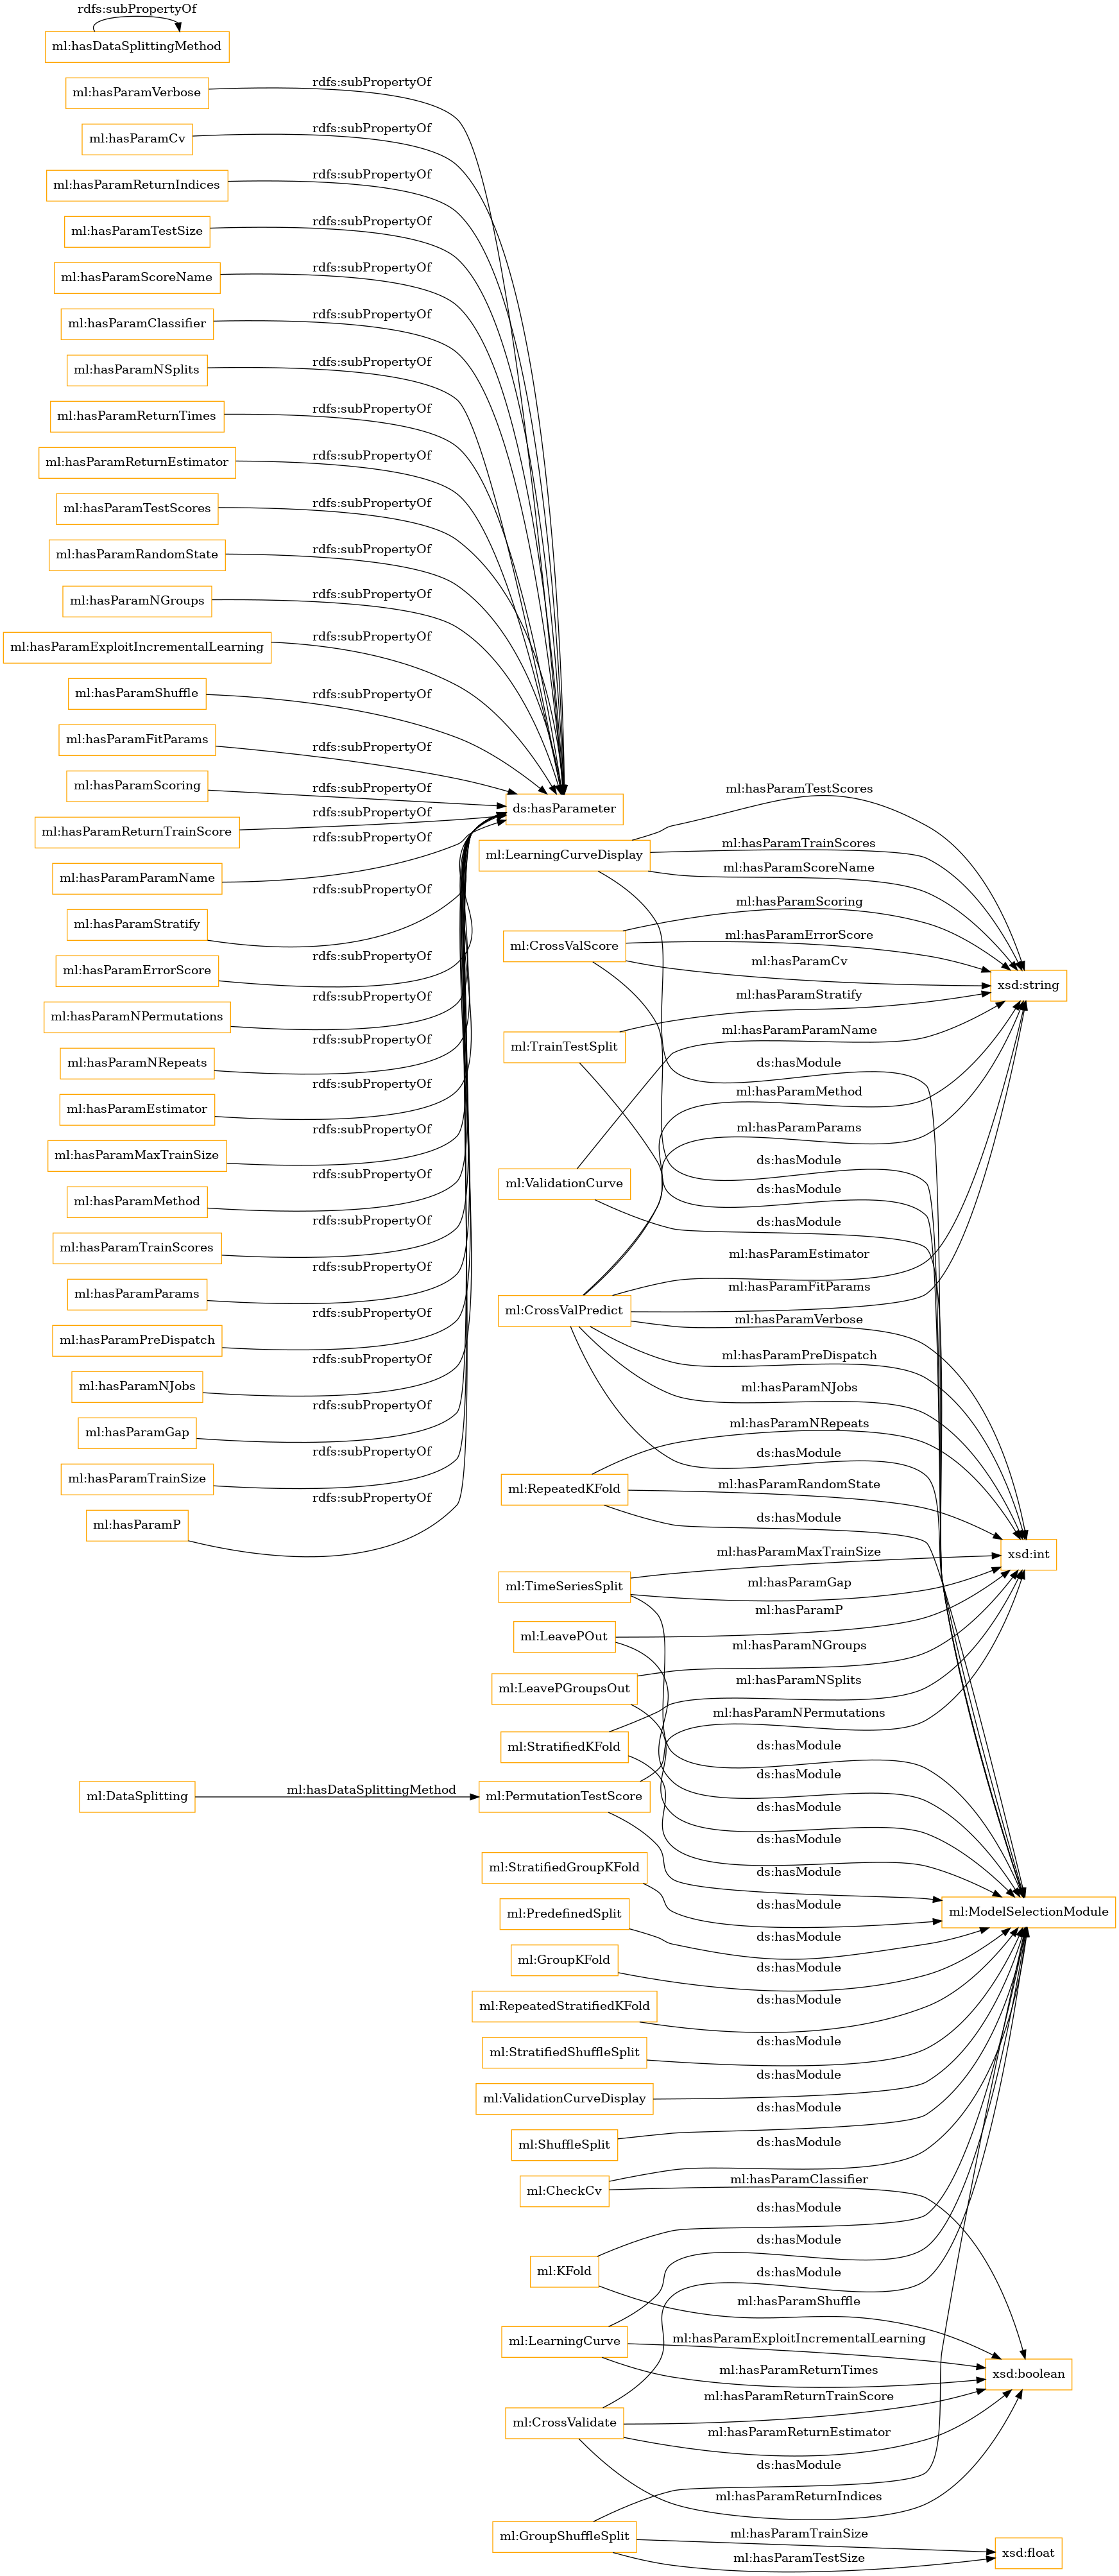 rdfs:subPropertyOf
ml:hasDataSplittingMethod
ml:hasParamVerbose
rdfs:subPropertyOf
ml:hasParamCv
rdfs:subPropertyOf
ml:hasParamReturnIndices
rdfs:subPropertyOf
ml:hasParamTestSize
rdfs:subPropertyOf
ml:hasParamScoreName
rdfs:subPropertyOf
ml:hasParamClassifier
rdfs:subPropertyOf
ml:hasParamNSplits
rdfs:subPropertyOf
ml:hasParamReturnTimes
rdfs:subPropertyOf
ml:hasParamReturnEstimator
rdfs:subPropertyOf
ml:hasParamTestScores
rdfs:subPropertyOf
ml:hasParamRandomState
rdfs:subPropertyOf
ml:hasParamNGroups
rdfs:subPropertyOf
ml:hasParamExploitIncrementalLearning
rdfs:subPropertyOf
ml:hasParamShuffle
rdfs:subPropertyOf
ml:hasParamFitParams
rdfs:subPropertyOf
ml:hasParamScoring
rdfs:subPropertyOf
ml:hasParamReturnTrainScore
rdfs:subPropertyOf
ml:hasParamParamName
rdfs:subPropertyOf
ml:hasParamStratify
rdfs:subPropertyOf
ml:hasParamErrorScore
rdfs:subPropertyOf
ml:hasParamNPermutations
rdfs:subPropertyOf
ml:hasParamNRepeats
rdfs:subPropertyOf
ml:hasParamEstimator
rdfs:subPropertyOf
ml:hasParamMaxTrainSize
rdfs:subPropertyOf
ml:hasParamMethod
rdfs:subPropertyOf
ml:hasParamTrainScores
rdfs:subPropertyOf
ml:hasParamParams
rdfs:subPropertyOf
ml:hasParamPreDispatch
rdfs:subPropertyOf
ml:hasParamNJobs
rdfs:subPropertyOf
ml:hasParamGap
rdfs:subPropertyOf
ml:hasParamTrainSize
rdfs:subPropertyOf
ml:hasParamP
rdfs:subPropertyOf
ds:hasParameter
ml:DataSplitting
ml:hasDataSplittingMethod
ml:LearningCurveDisplay
ml:CrossValScore
ml:TrainTestSplit
ml:ValidationCurve
ml:CrossValPredict
ml:RepeatedKFold
ml:TimeSeriesSplit
ml:LeavePOut
ml:LeavePGroupsOut
ml:StratifiedKFold
ml:PermutationTestScore
ml:StratifiedGroupKFold
ml:PredefinedSplit
ml:GroupKFold
ml:RepeatedStratifiedKFold
ml:StratifiedShuffleSplit
ml:ValidationCurveDisplay
ml:ShuffleSplit
ml:CheckCv
ml:KFold
ml:LearningCurve
ml:CrossValidate
ml:GroupShuffleSplit
ml:hasParamTestScores
ml:hasParamTrainScores
ml:hasParamScoreName
ml:hasParamScoring
ml:hasParamErrorScore
ml:hasParamCv
ml:hasParamStratify
ml:hasParamParamName
ds:hasModule
ml:hasParamMethod
ml:hasParamParams
ds:hasModule
ds:hasModule
ds:hasModule
ml:hasParamEstimator
ml:hasParamFitParams
ml:hasParamVerbose
ml:hasParamPreDispatch
ml:hasParamNJobs
ml:hasParamNRepeats
ds:hasModule
ml:hasParamRandomState
ds:hasModule
ml:hasParamMaxTrainSize
ml:hasParamGap
ml:hasParamP
ml:hasParamNGroups
ml:hasParamNSplits
ml:hasParamNPermutations
ds:hasModule
ds:hasModule
ds:hasModule
ds:hasModule
ds:hasModule
ds:hasModule
ds:hasModule
ds:hasModule
ds:hasModule
ds:hasModule
ds:hasModule
ds:hasModule
ds:hasModule
ml:hasParamClassifier
ds:hasModule
ds:hasModule
ds:hasModule
ml:hasParamShuffle
ml:hasParamExploitIncrementalLearning
ml:hasParamReturnTimes
ml:hasParamReturnTrainScore
ml:hasParamReturnEstimator
ds:hasModule
ml:hasParamReturnIndices
ml:hasParamTrainSize
ml:hasParamTestSize
xsd:string
xsd:int
ml:ModelSelectionModule
xsd:boolean
xsd:float